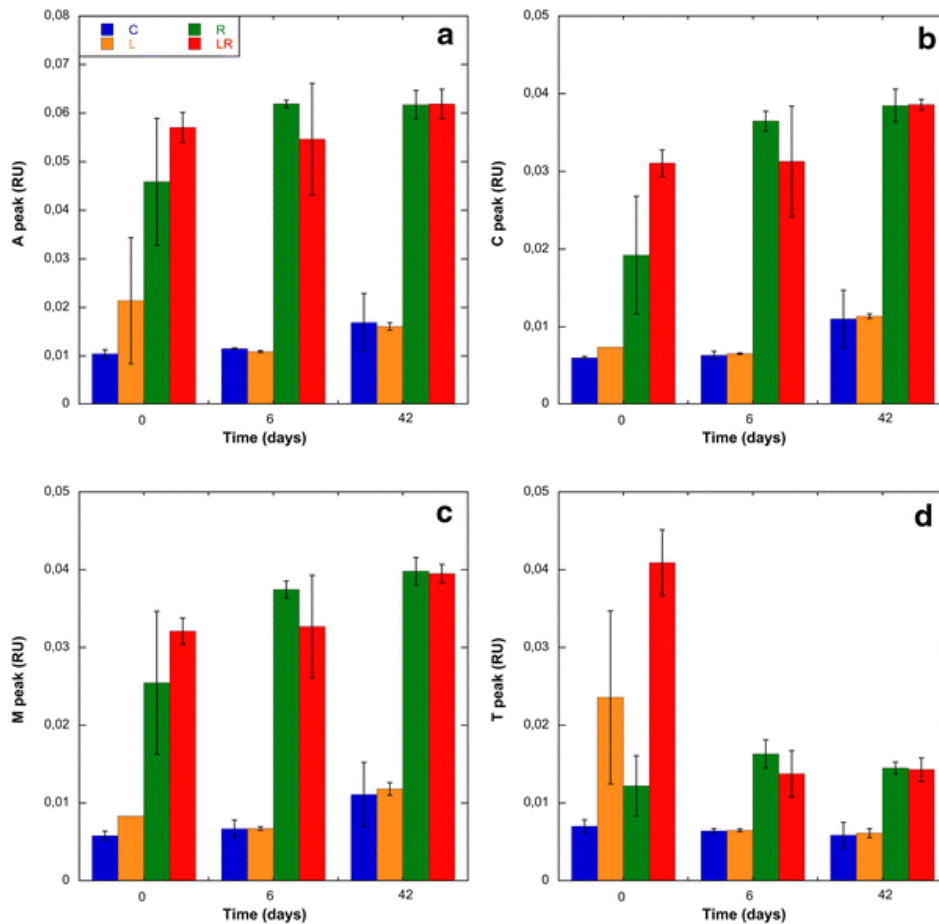 0,08
0,07
0,06
0,05
0,04
0,03
0,02
0,01
0
A peak (RU)
C
R
L
LR
a
0
6
42
Time (days)
0,05
0,04
0,03
0,02
0,01
0
C peak (RU)
b
0
6
42
Time (days)
0,05
0,04
0,03
0,02
0,01
0
M peak (RU)
c
0
6
42
Time (days)
0,05
0,04
0,03
0,02
0,01
0
T peak (RU)
d
0
6
42
Time (days)